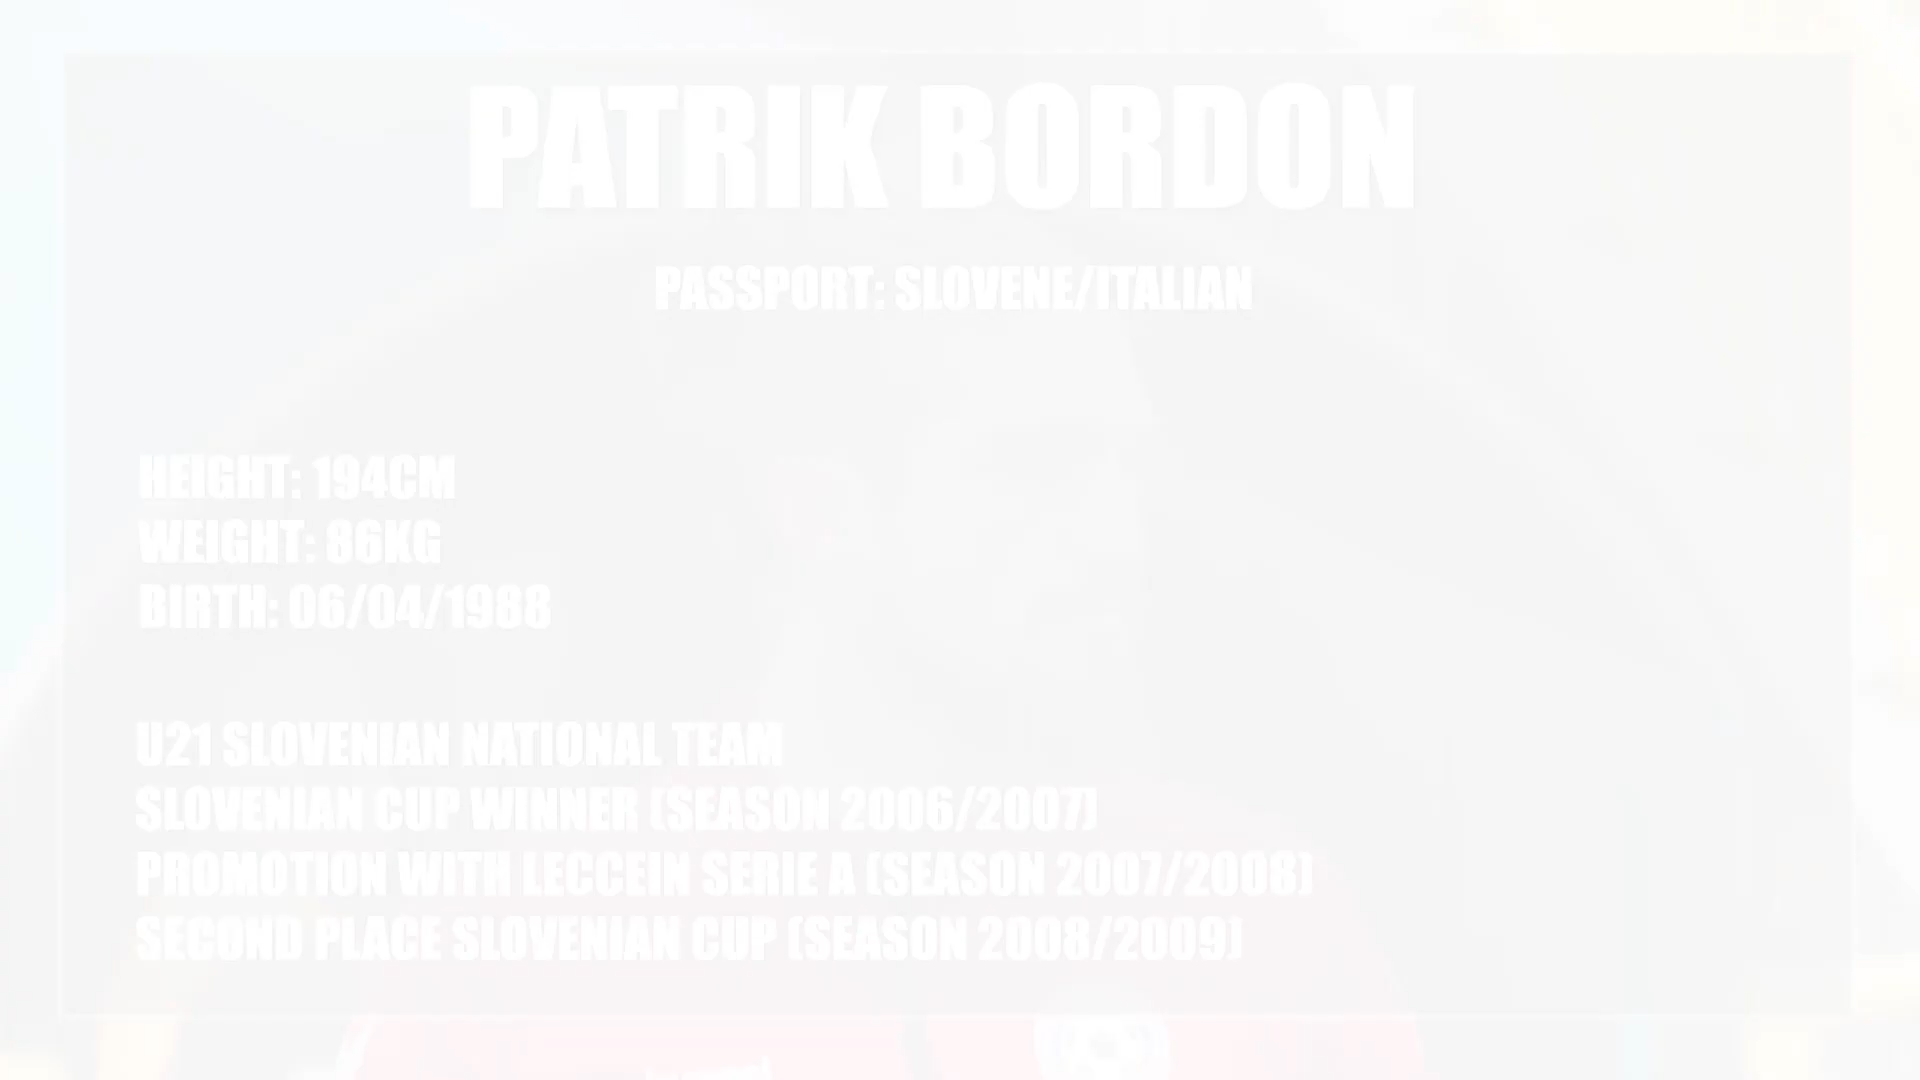 PATRIK BORDON
PASSPORT: SLOVENE/ITALIAN
HEIGHT: 194CM
WEIGHT: 86KG
BIRTH: 06/04/1988
U21 SLOVENIAN NATIONAL TEAM
SLOVENIAN CUP WINNER (SEASON 2006/2007)
PROMOTION WITH LECCEIN SERIE A (SEASON 2007/2008)
SECOND PLACE SLOVENIAN CUP (SEASON 2008/2009)